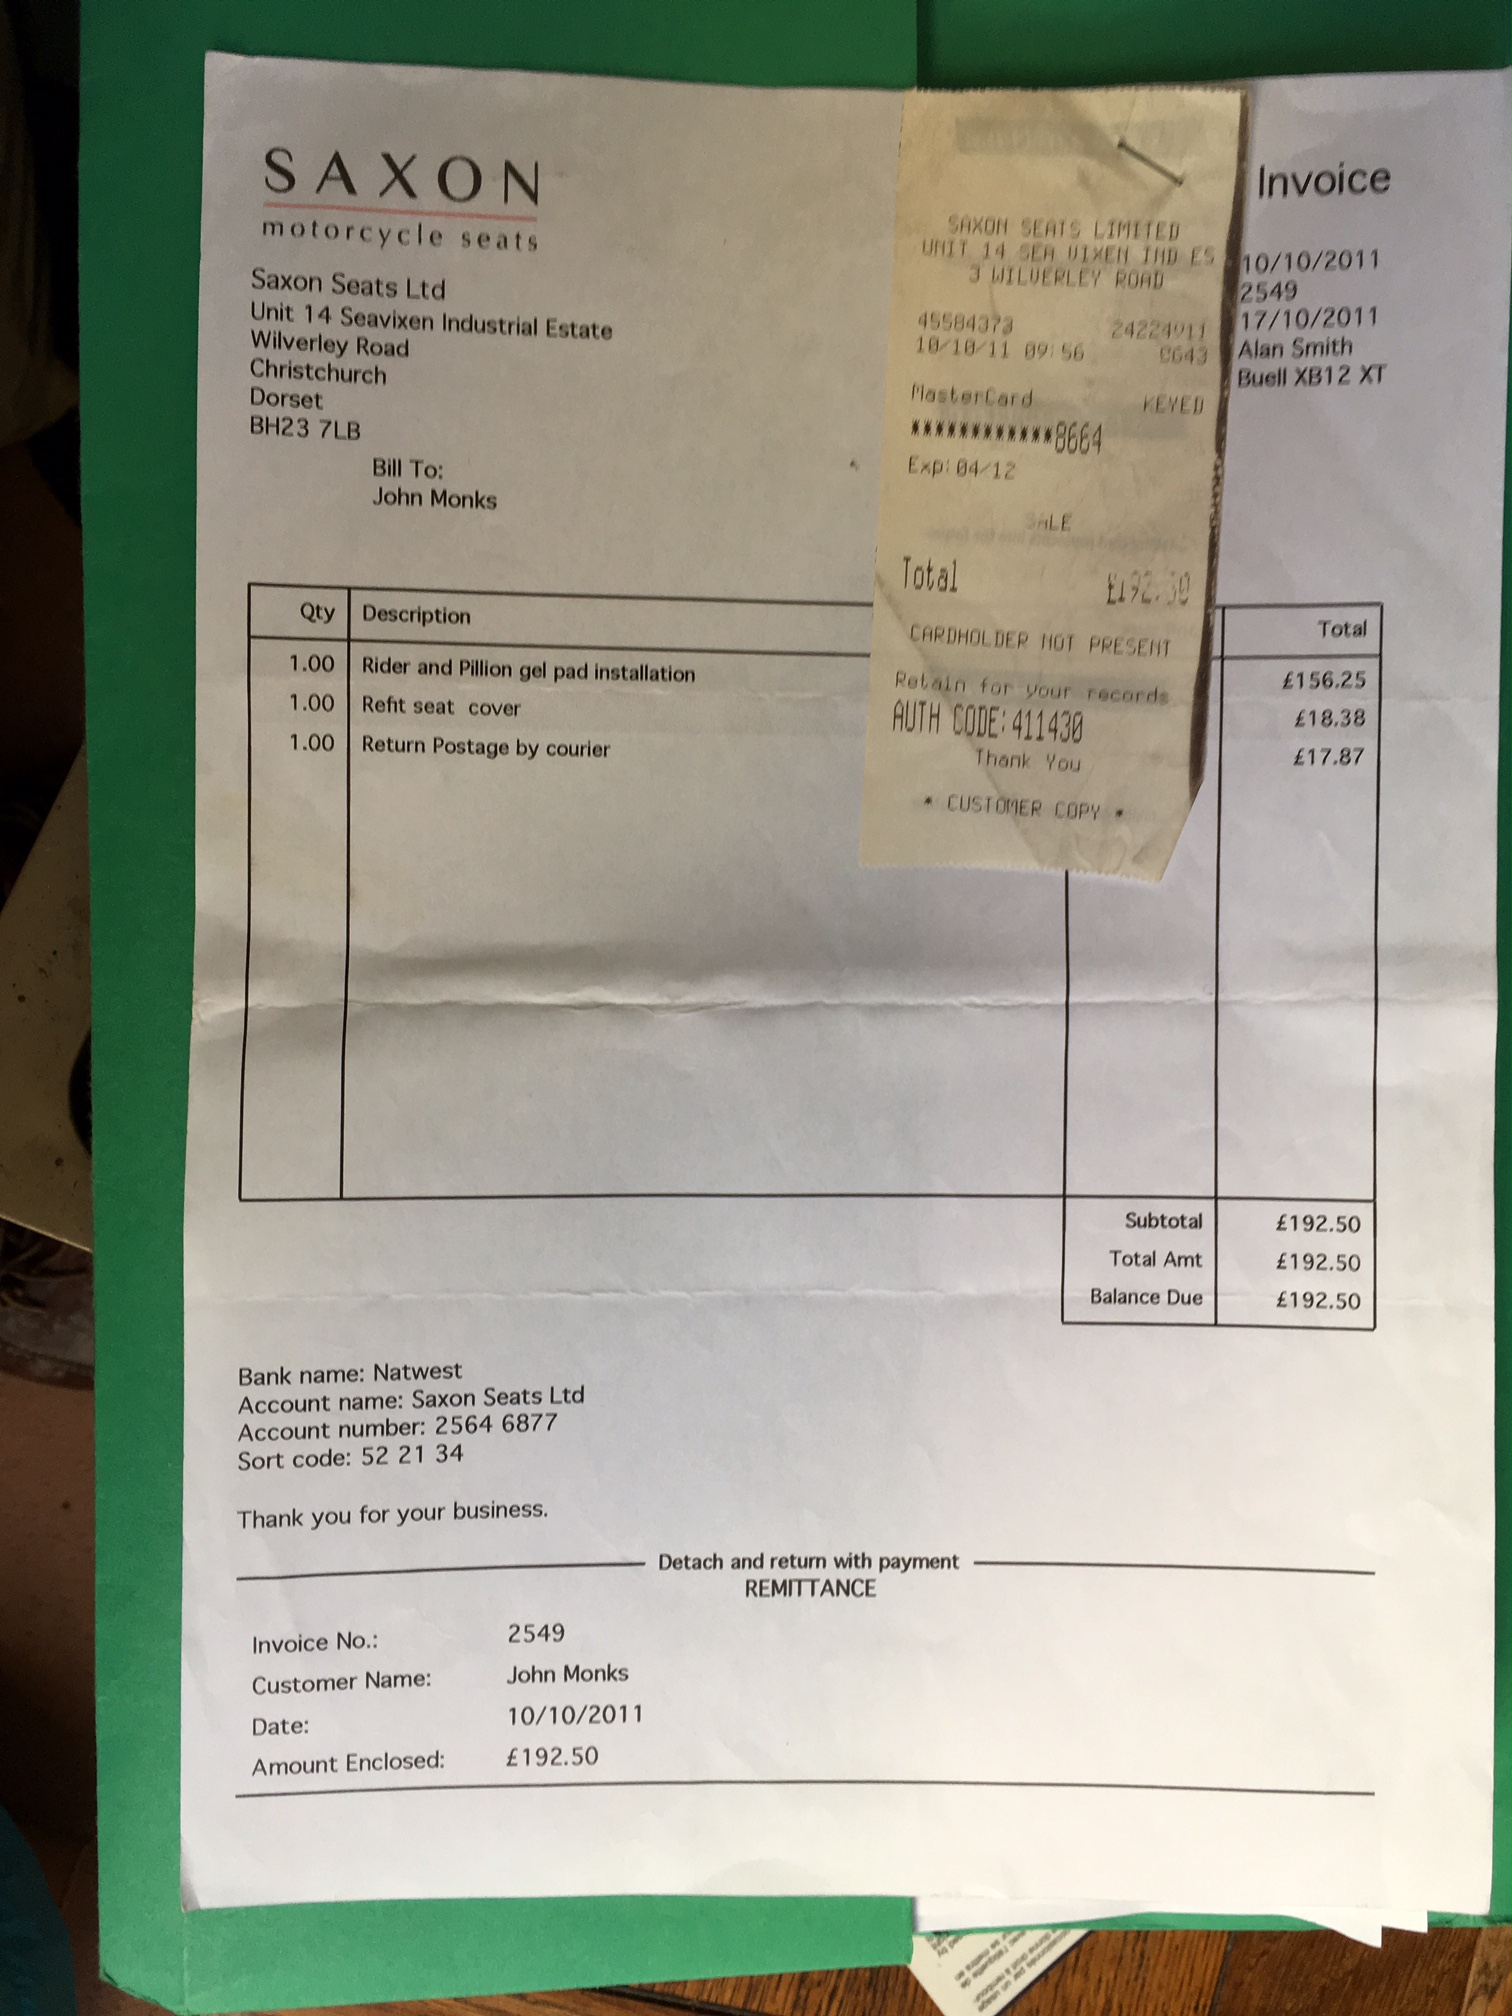 SAXON
motorcycle seats
Saxon Seats Ltd
Unit 14 Seavixen Industrial Estate
Wilverley Road
Christchurch
Dorset
BH23 7LB
Bill To:
John Monks
Invoice
10/10/2011
2549
17/10/2011
Alan Smith
Buell XB12 XT
SAXON SEATS LIMITED
UNIT 14 SEA VIXEN IND ES
3 WILVERLEY ROAD
45584373 24224911
10/10/11 09:56 0643
MasterCard KEYED
************8664
Exp:04/12
SALE
Total £192.50
CARDHOLDER NOT PRESENT
Retain for your records
AUTH CODE:411430
Thank You
* CUSTOMER COPY *
Qty Description Total
1.00 Rider and Pillion gel pad installation £156.25
1.00 Refit seat cover £18.38
1.00 Return Postage by courier £17.87
Subtotal £192.50
Total Amt £192.50
Balance Due £192.50
Bank name: Natwest
Account name: Saxon Seats Ltd
Account number: 2564 6877
Sort code: 52 21 34
Thank you for your business.
Detach and return with payment
REMITTANCE
Invoice No.: 2549
Customer Name: John Monks
Date: 10/10/2011
Amount Enclosed: £192.50